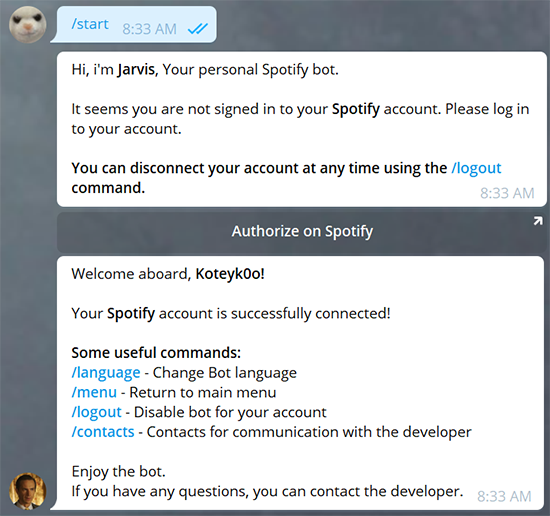 /start 8:33 AM
Hi, i'm Jarvis, Your personal Spotify bot.
It seems you are not signed in to your Spotify account. Please log in
to your account.
You can disconnect your account at any time using the /logout
command.
8:33 AM
Authorize on Spotify
Welcome aboard, Koteyk0o!
Your Spotify account is successfully connected!
Some useful commands:
/language - Change Bot language
/menu - Return to main menu
/logout - Disable bot for your account
/contacts - Contacts for communication with the developer
Enjoy the bot.
If you have any questions, you can contact the developer. 8:33 AM